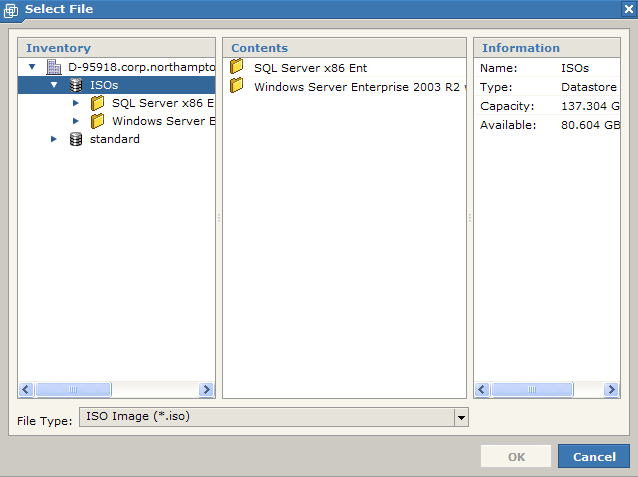 Select File
Inventory
D-95918.corp.northampto
ISOs
SQL Server x86 E
Windows Server E
standard
Contents
SQL Server x86 Ent
Windows Server Enterprise 2003 R2
Information
Name: ISOs
Type: Datastore
Capacity: 137.304 G
Available: 80.604 GB
File Type: ISO Image (*.iso)
OK Cancel